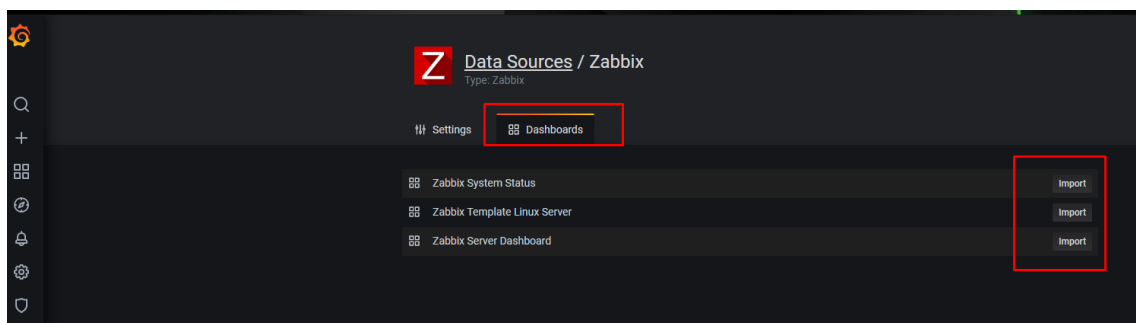 Z
Data Sources / Zabbix
Type: Zabbix
Settings
Dashboards
Zabbix System Status Import
Zabbix Template Linux Server Import
Zabbix Server Dashboard Import